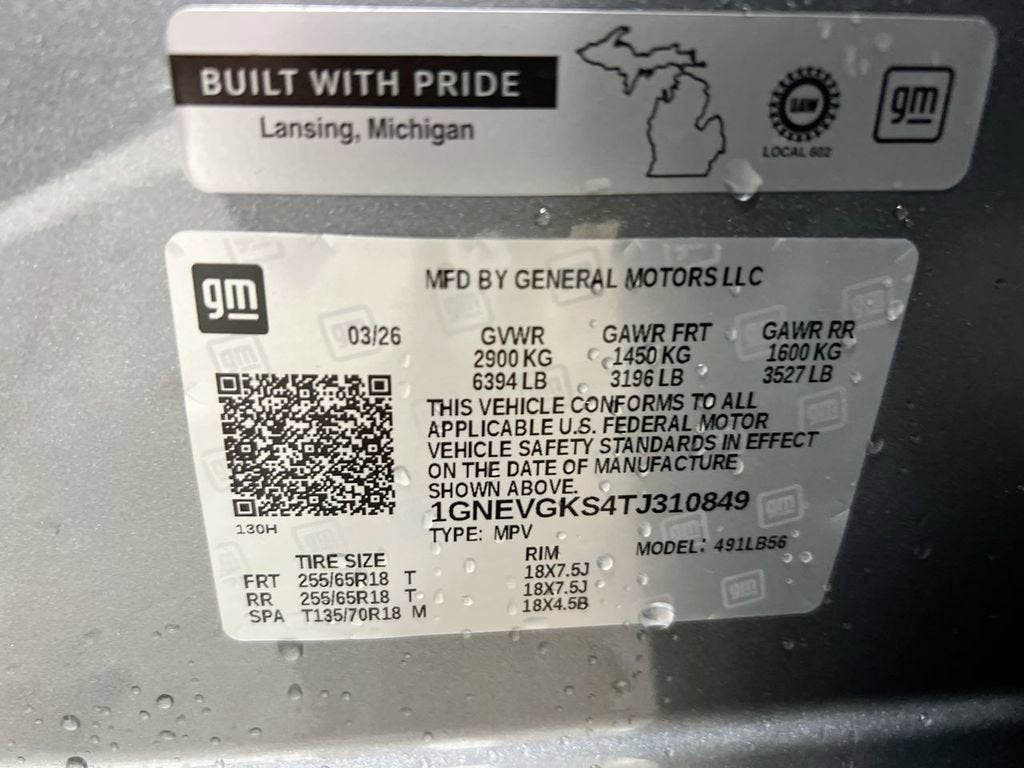 BUILT WITH PRIDE
Lansing, Michigan
UAW
LOCAL 602
gm
gm
MFD BY GENERAL MOTORS LLC
03/26 GVWR GAWR FRT GAWR RR
2900 KG 1450 KG 1600 KG
6394 LB 3196 LB 3527 LB
THIS VEHICLE CONFORMS TO ALL
APPLICABLE U.S. FEDERAL MOTOR
VEHICLE SAFETY STANDARDS IN EFFECT
ON THE DATE OF MANUFACTURE
SHOWN ABOVE.
1GNEVGKS4TJ310849
130H
TYPE: MPV MODEL: 491LB56
TIRE SIZE RIM
FRT 255/65R18 T 18X7.5J
RR 255/65R18 T 18X7.5J
SPA T135/70R18 M 18X4.5B